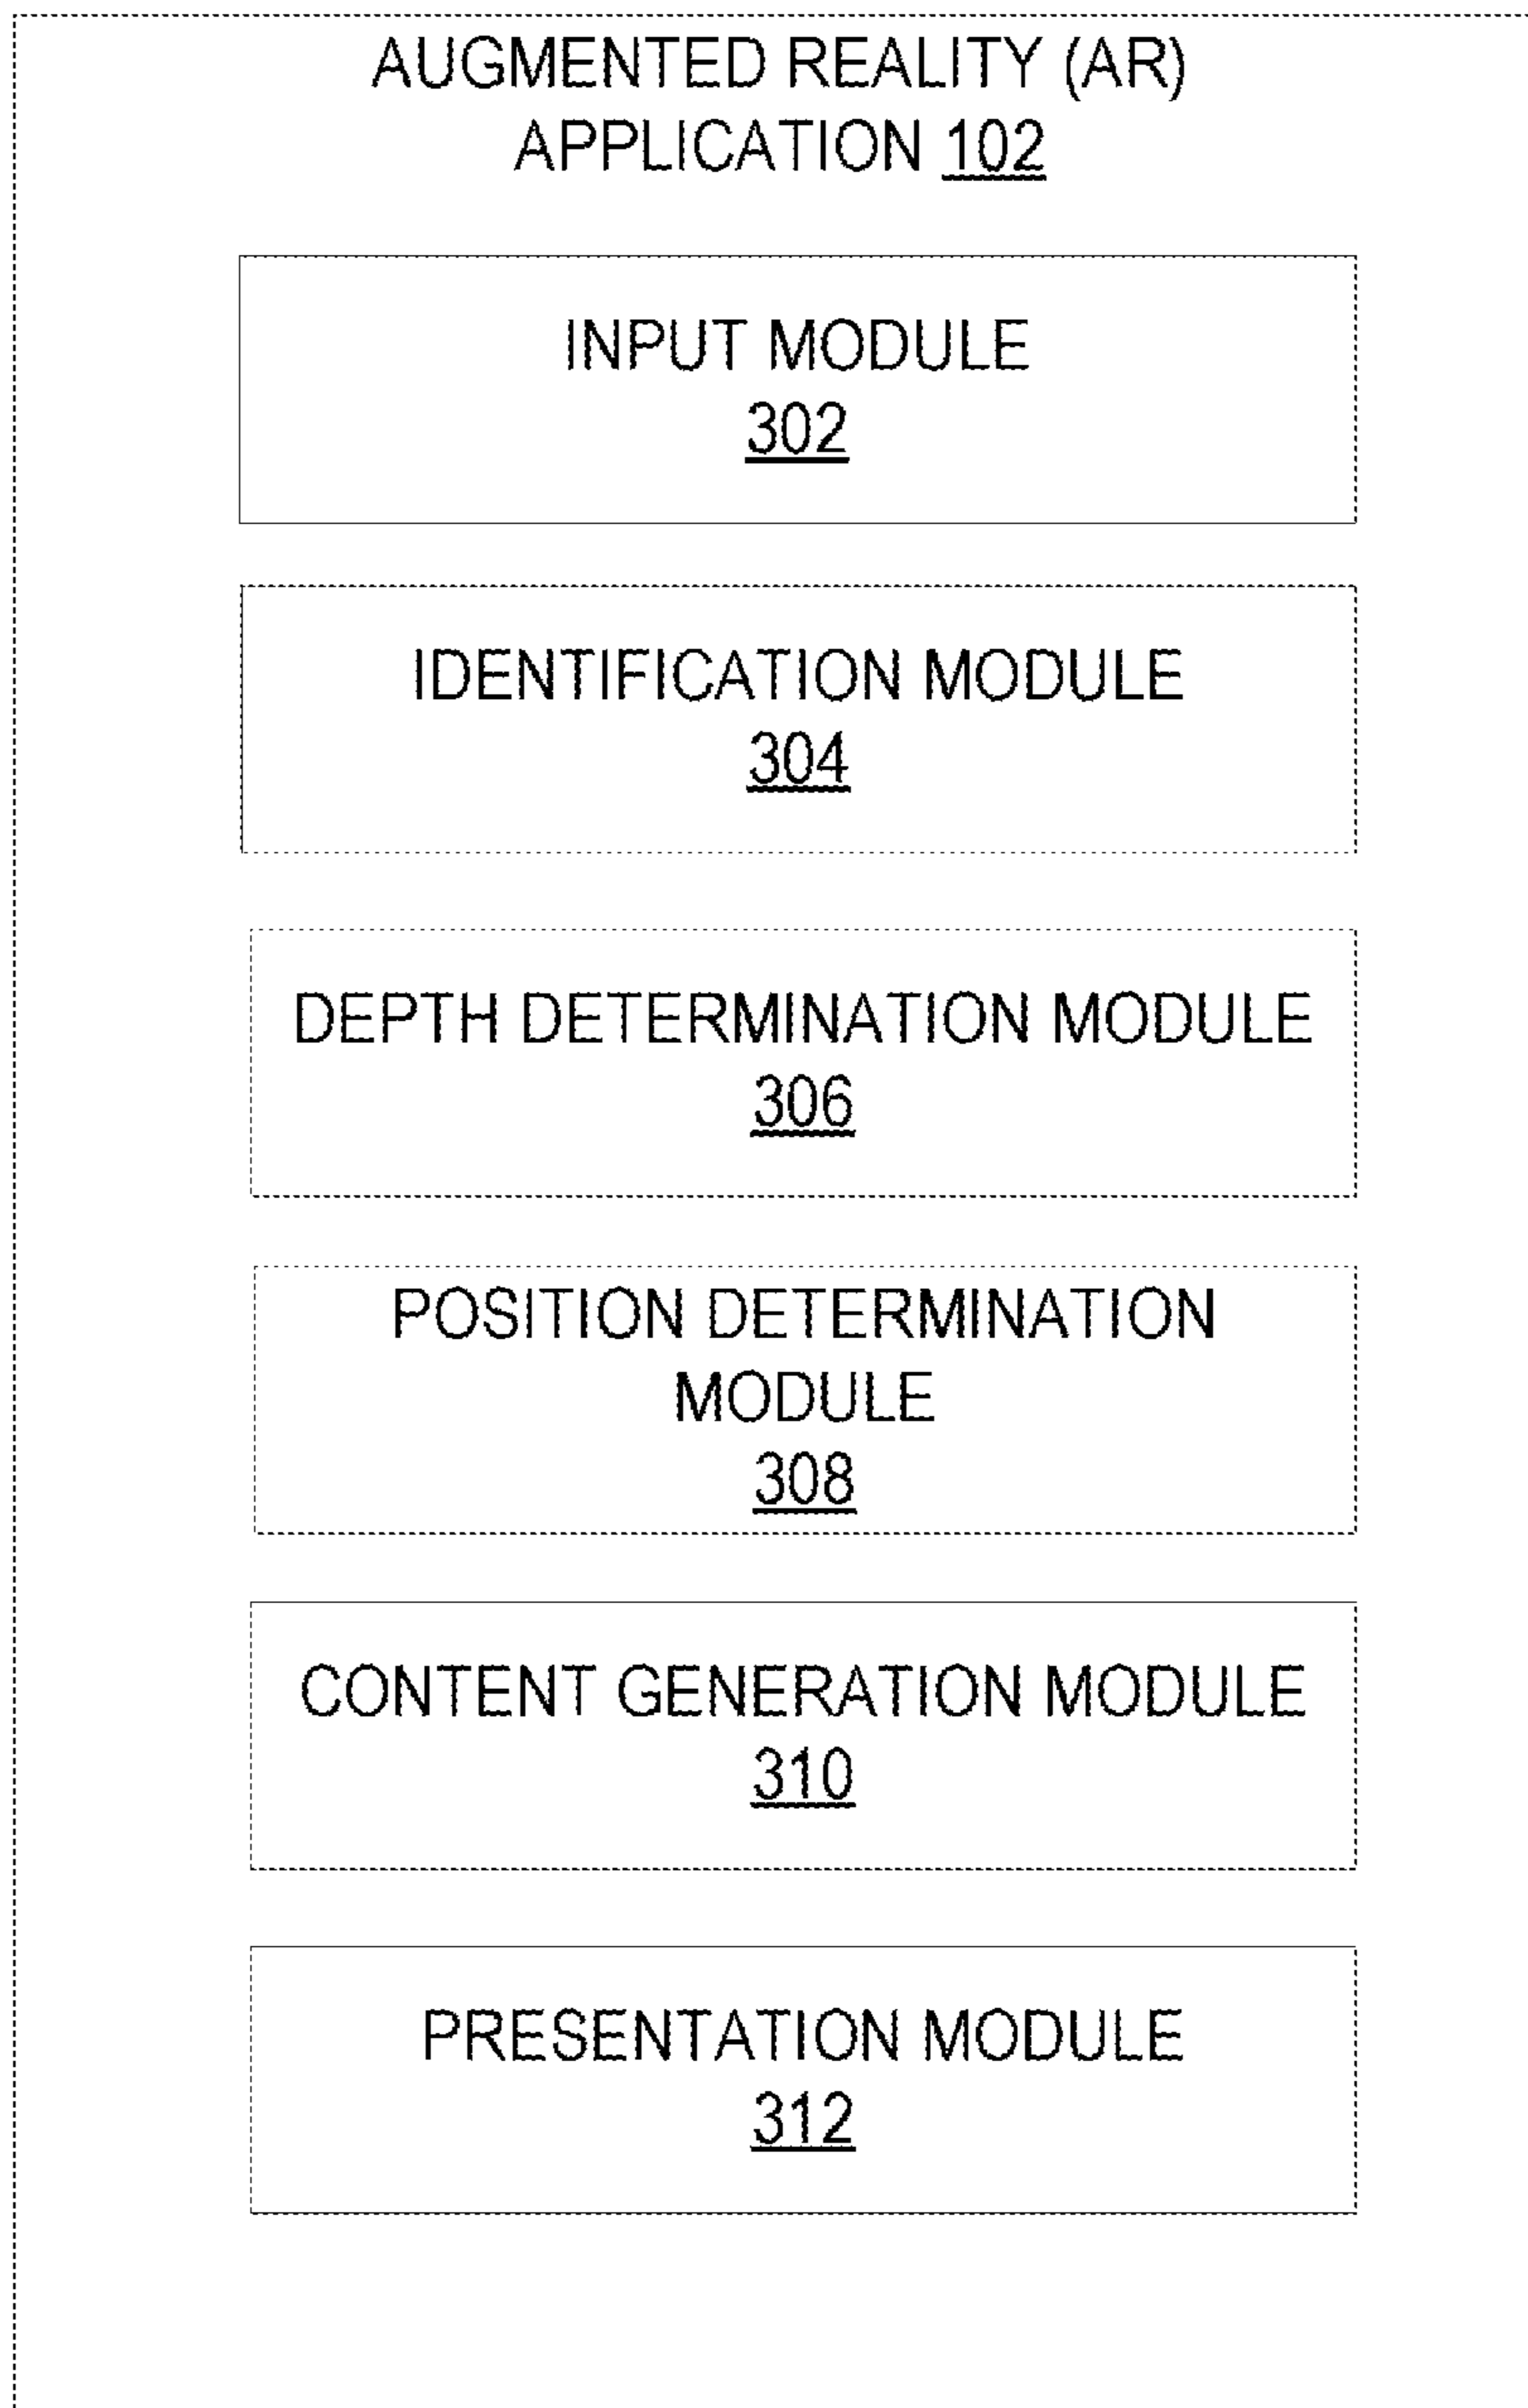 AUGMENTED REALITY (AR)
APPLICATION 102
INPUT MODULE
302
IDENTIFICATION MODULE
304
DEPTH DETERMINATION MODULE
306
POSITION DETERMINATION
MODULE
308
CONTENT GENERATION MODULE
310
PRESENTATION MODULE
312